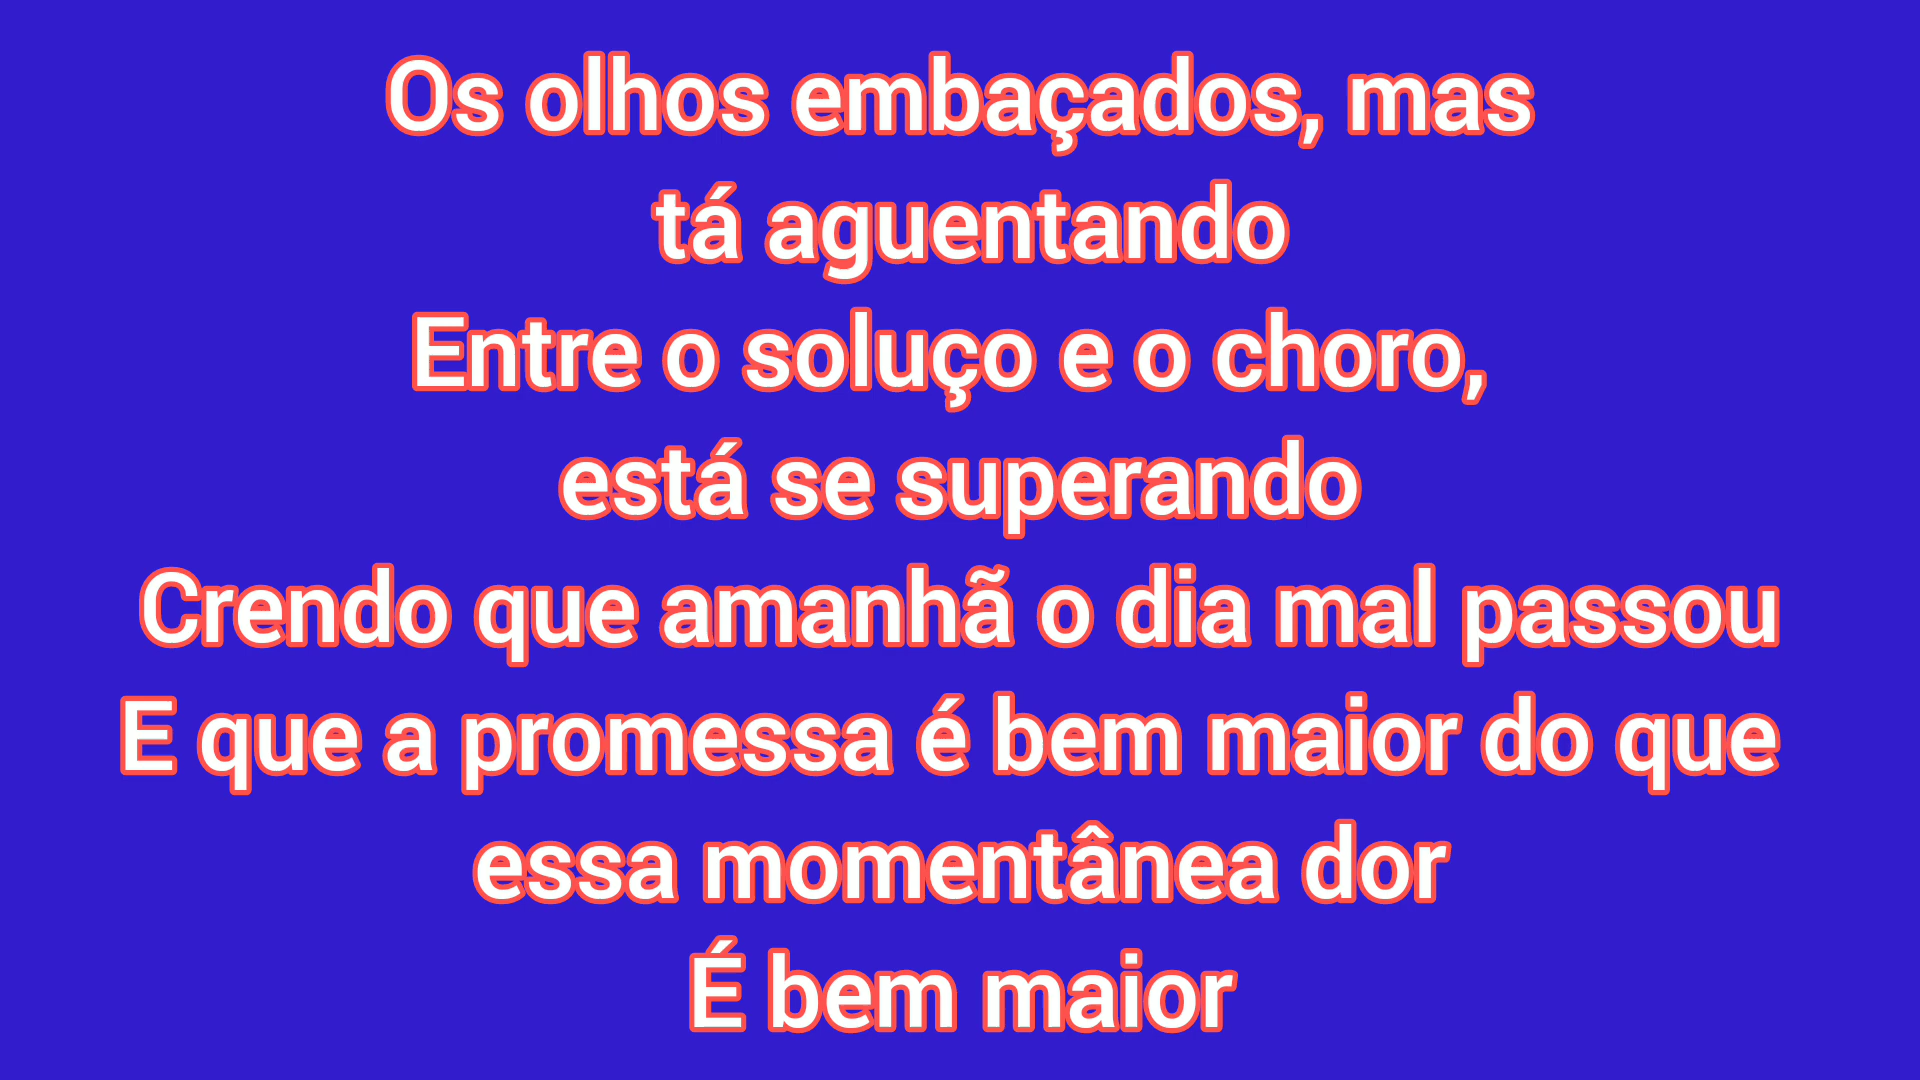 Os olhos embaçados, mas
tá aguentando
Entre o soluço e o choro,
está se superando
Crendo que amanhã o dia mal passou
E que a promessa é bem maior do que
essa momentânea dor
É bem maior